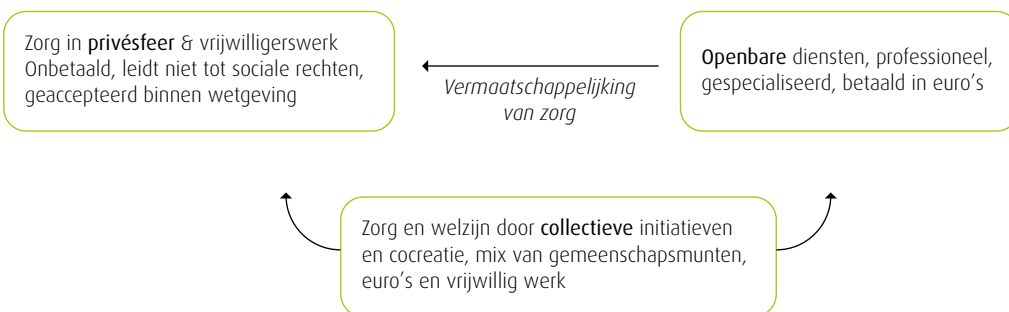 Zorg in privésfeer & vrijwilligerswerk
Onbetaald, leidt niet tot sociale rechten,
geaccepteerd binnen wetgeving
Vermaatschappelijking
van zorg
Openbare diensten, professioneel,
gespecialiseerd, betaald in euro's
Zorg en welzijn door collectieve initiatieven
en cocreatie, mix van gemeenschapsmunten,
euro's en vrijwillig werk